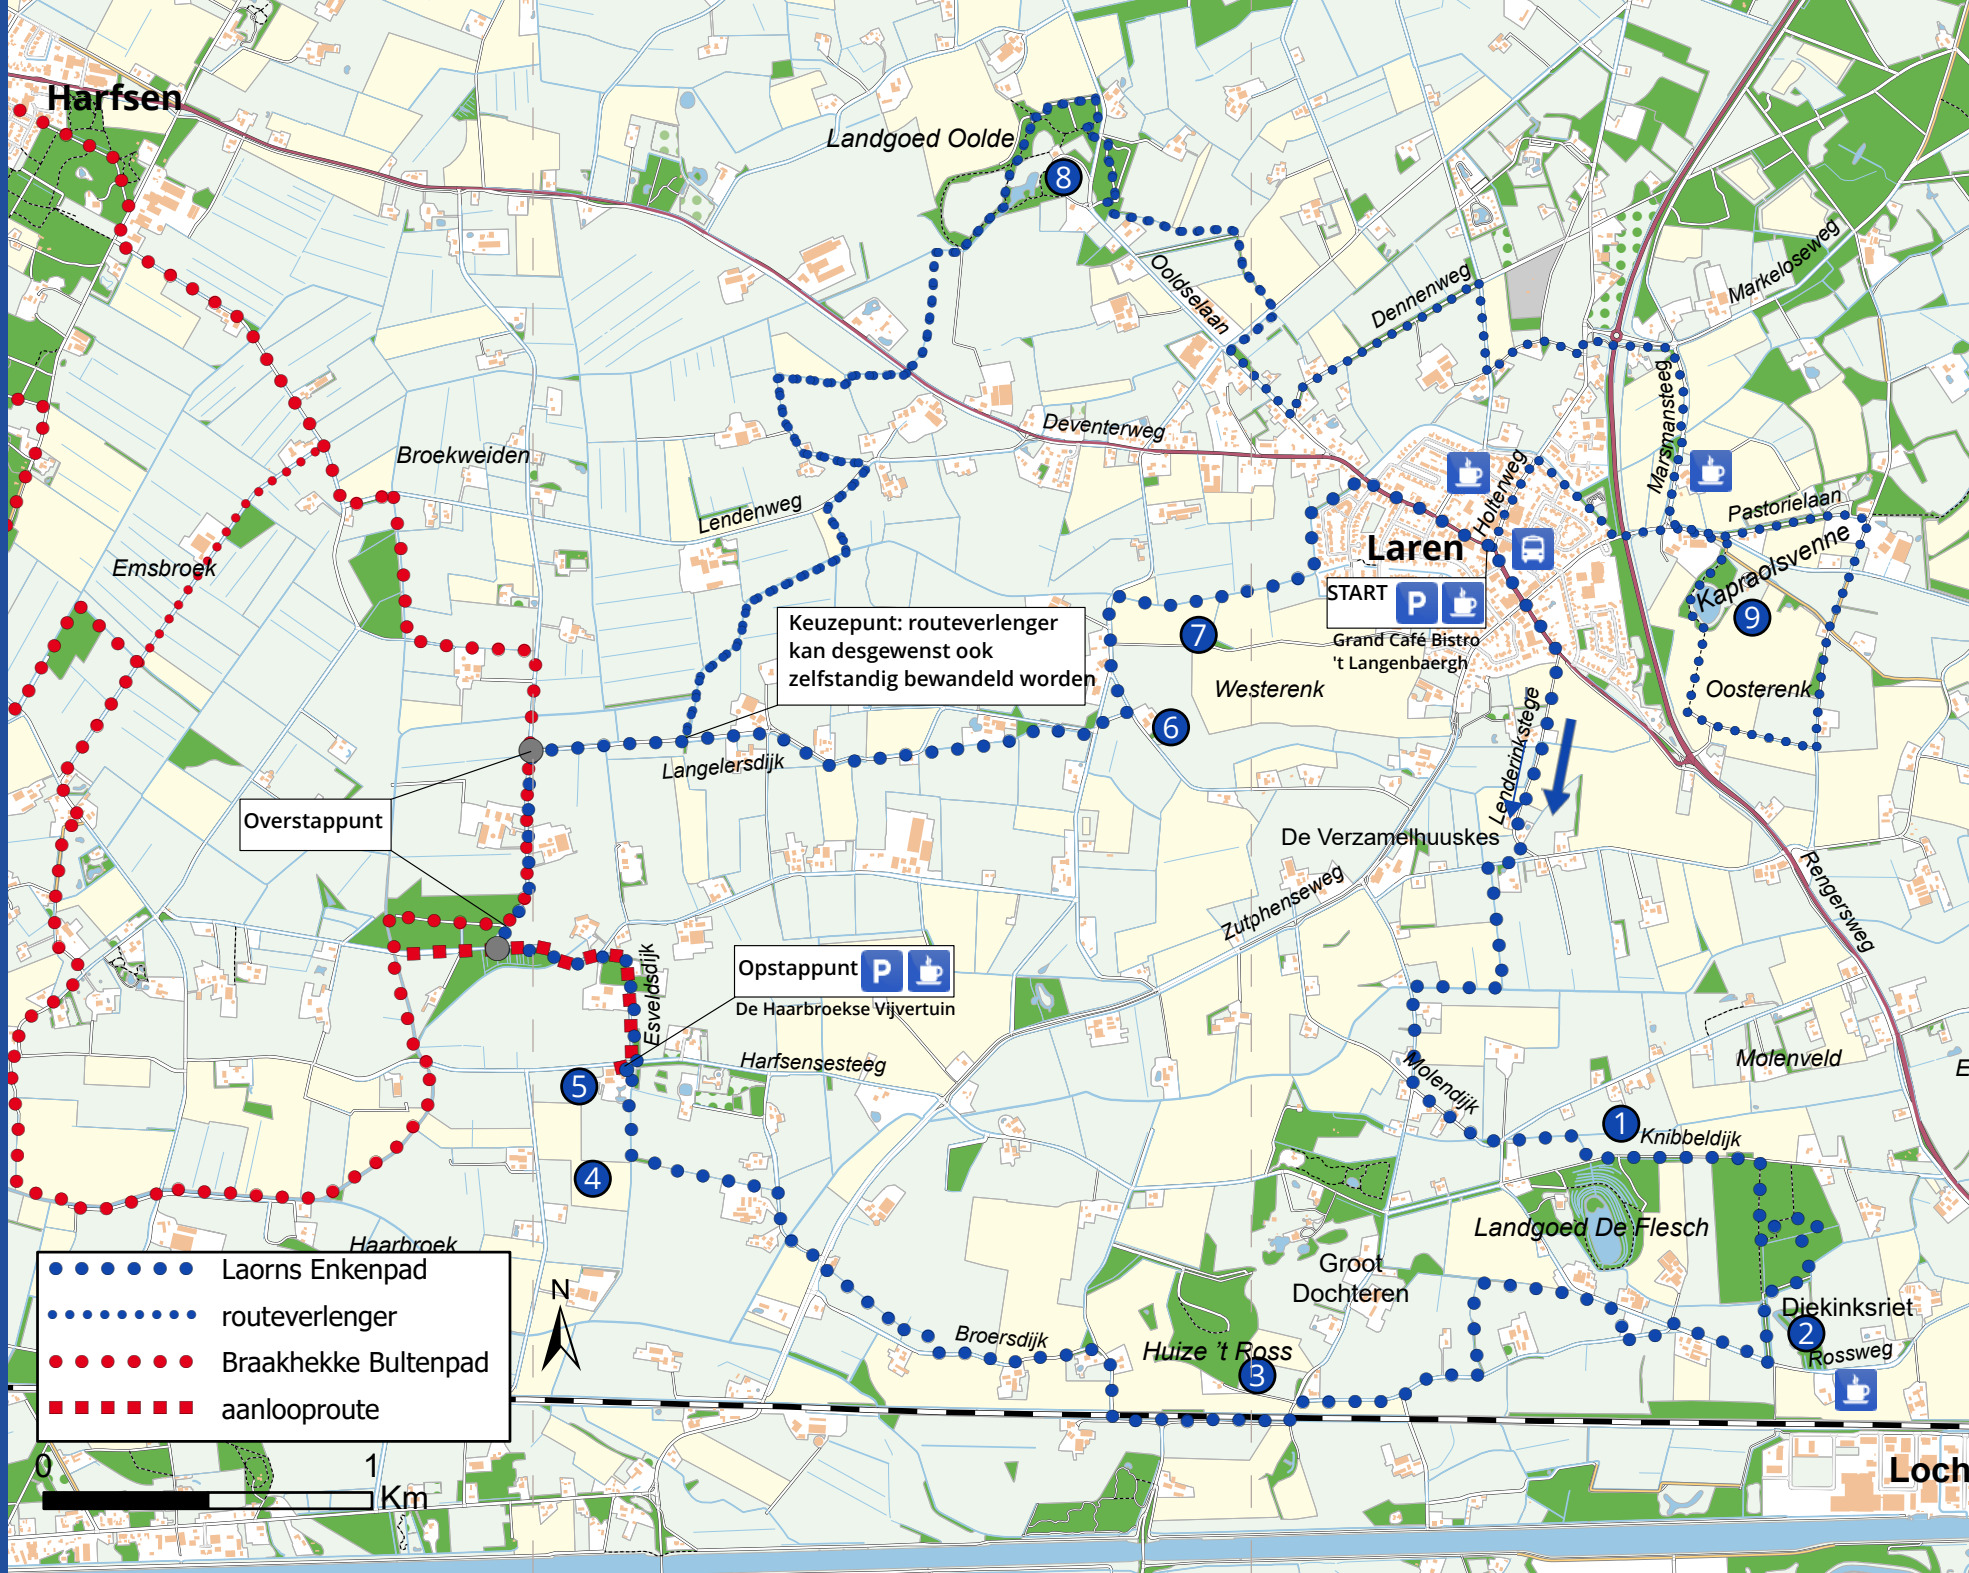 Harfsen
Landgoed Oolde
8
Ooldselaan
Dennenweg
Markeloseweg
Marsmansteeg
Deventerweg
Broekweiden
Lendenweg
Holterweg
Pastorielaan
Laren
Emsbroek
START P
Grand Café Bistro
't Langenbaergh
Kapraolsvenne
9
7
Keuzepunt: routeverlenger
kan desgewenst ook
zelfstandig bewandeld worden
Westerenk
Oosterenk
6
Lenderinkstege
Langelersdijk
Overstappunt
De Verzamelhuuskes
Zutphenseweg
Rengersweg
Esveldsdijk
Opstappunt P
De Haarbroekse Vijvertuin
Harfsensesteeg
5
Molendijk
Molenveld
E
1
Knibbeldijk
4
Landgoed De Flesch
Haarbroek
Groot
Dochteren
Diekinksriet
2
Rossweg
Broersdijk
Huize 't Ross
3
N
Laorns Enkenpad
routeverlenger
Braakhekke Bultenpad
aanlooproute
0 1
Km
Loch